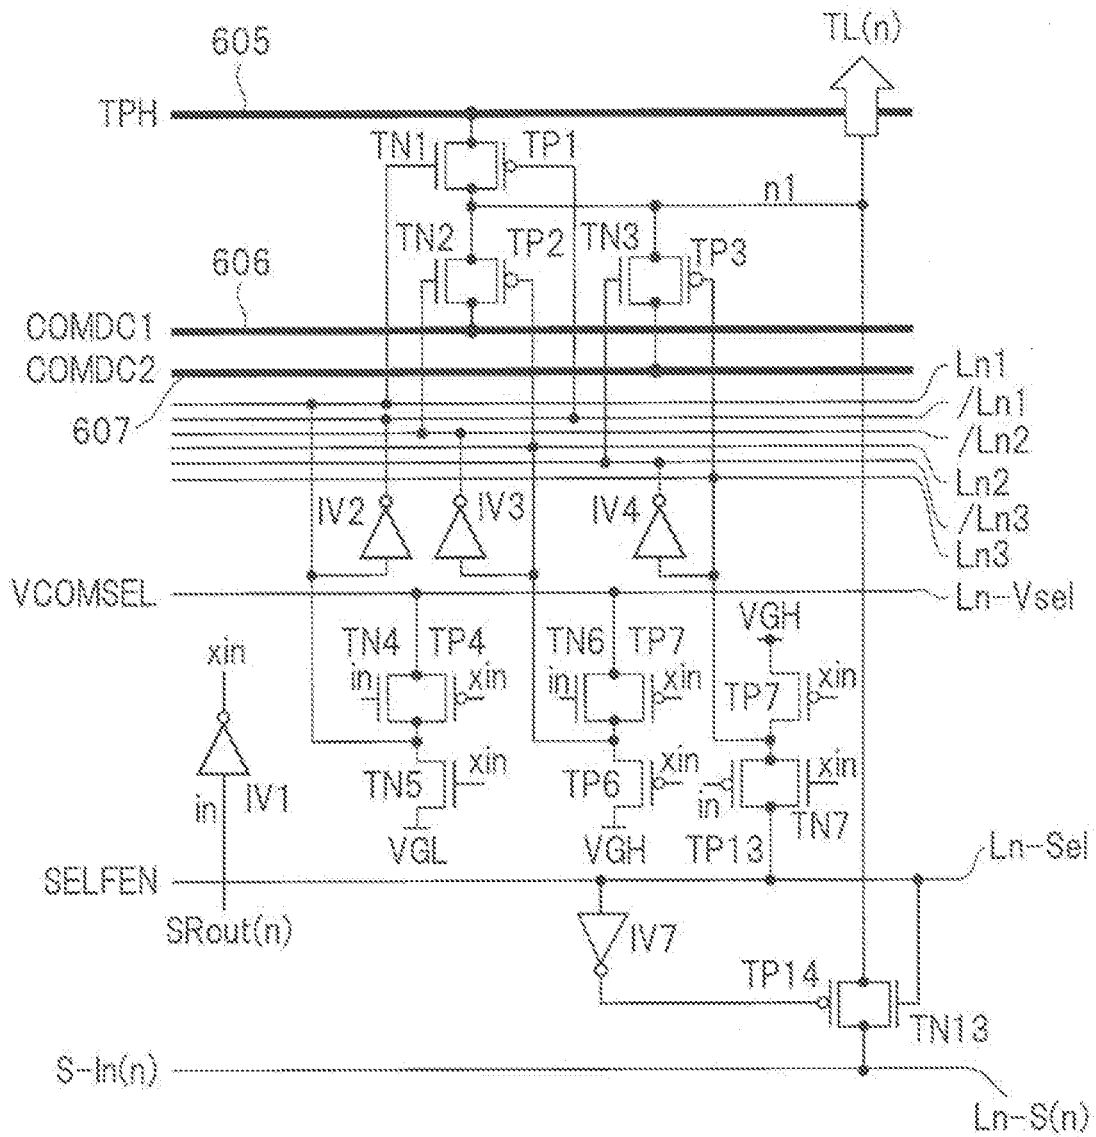 605
TL(n)
TPH
TN1
TP1
n1
TN2
TP2
TN3
TP3
606
COMDC1
COMDC2
607
Ln1
/Ln1
/Ln2
Ln2
/Ln3
Ln3
IV2
IV3
IV4
VCOMSEL
Ln-Vsel
VGH
xin
TN4
TP4
TN6
TP7
in
xin
in
xin
TP7
xin
IV1
in
TN5
xin
TP6
xin
in
xin
TN7
VGL
VGH
TP13
SELFEN
Ln-Sel
SRout(n)
IV7
TP14
TN13
S-In(n)
Ln-S(n)